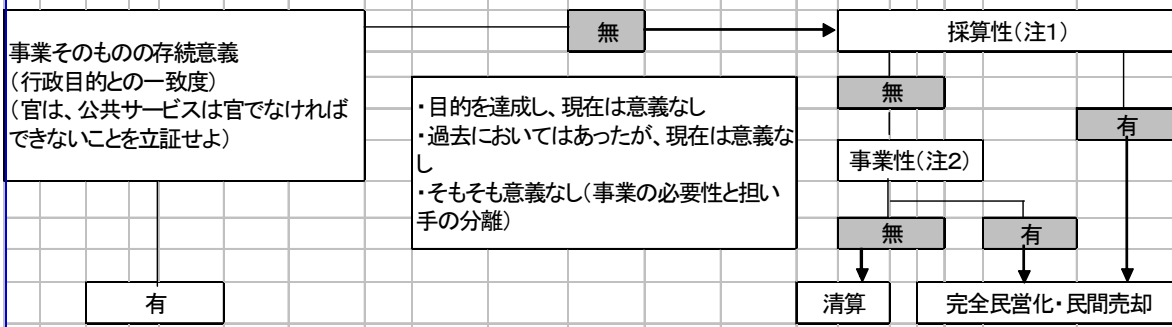 事業そのものの存続意義
(行政目的との一致度)
(官は、公共サービスは官でなければ
できないことを立証せよ)
無
採算性(注1)
・目的を達成し、現在は意義なし
・過去においてはあったが、現在は意義な
し
・そもそも意義なし(事業の必要性と担い
手の分離)
無
有
事業性(注2)
無
有
有
清算
完全民営化・民間売却